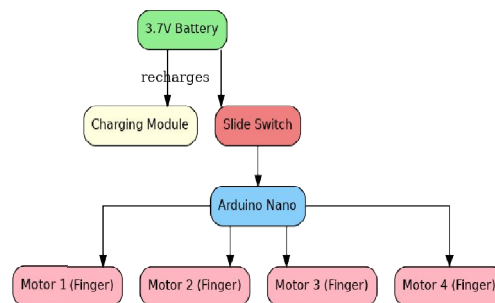 3.7V Battery
recharges
Charging Module
Slide Switch
Arduino Nano
Motor 1 (Finger)
Motor 2 (Finger)
Motor 3 (Finger)
Motor 4 (Finger)